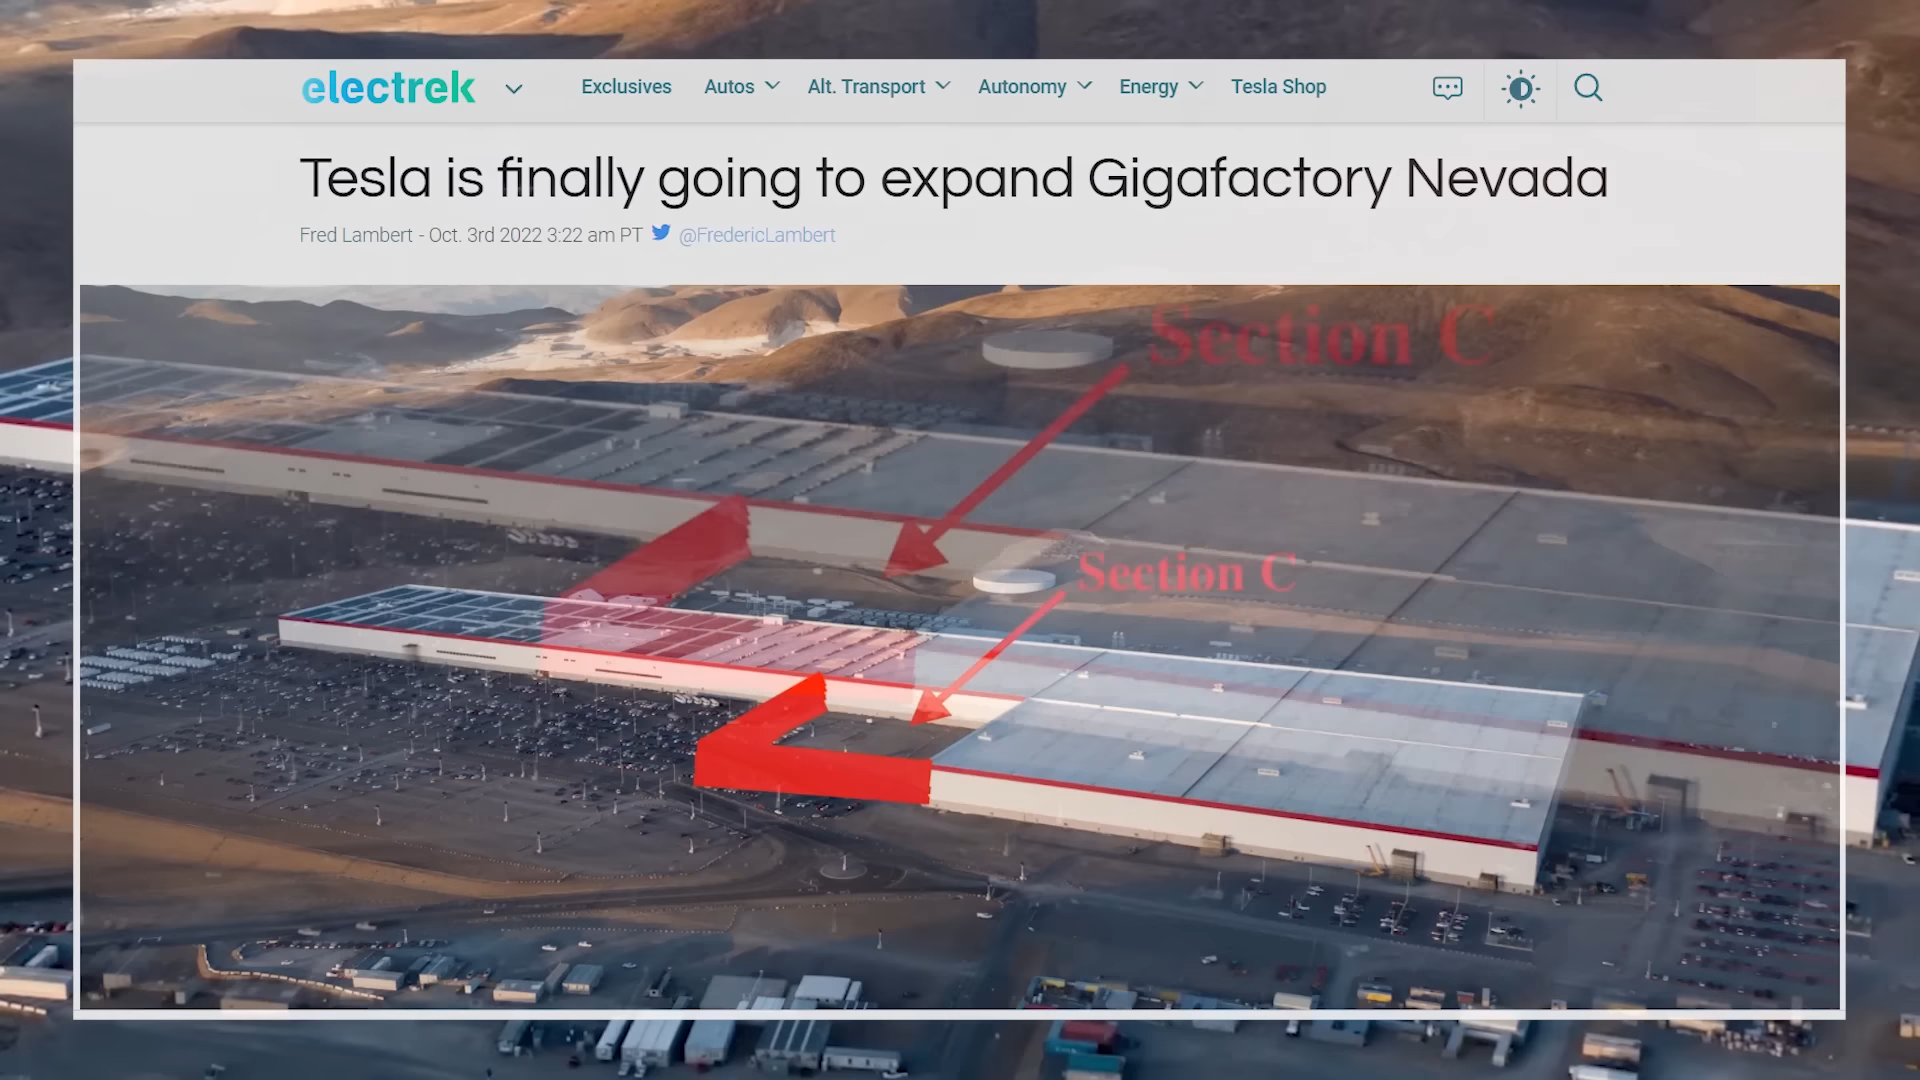 electrek
Exclusives Autos Alt. Transport Autonomy Energy Tesla Shop
Tesla is finally going to expand Gigafactory Nevada
Fred Lambert - Oct. 3rd 2022 3:22 am PT @FredericLambert
Section C
Section C